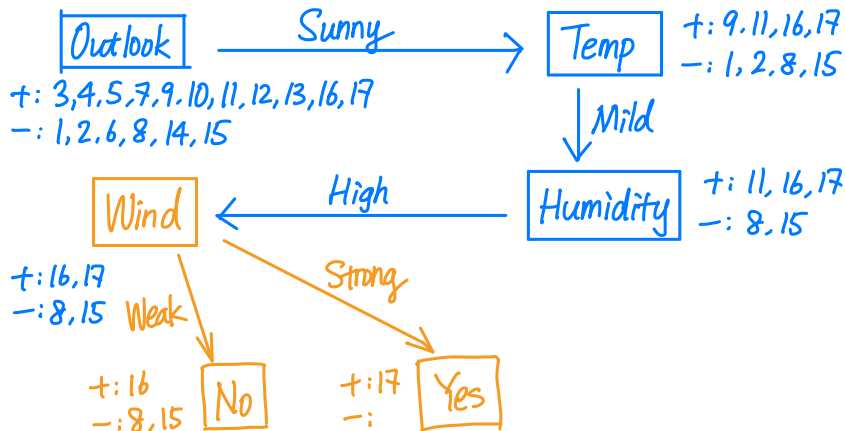 Outlook
Sunny
Temp
+: 9, 11, 16, 17
-: 1, 2, 8, 15
+: 3, 4, 5, 7, 9, 10, 11, 12, 13, 16, 17
-: 1, 2, 6, 8, 14, 15
Mild
Wind
High
Humidity
+: 11, 16, 17
-: 8, 15
+: 16, 17
-: 8, 15
Weak
Strong
+: 16
-: 8, 15
No
+: 17
-:
Yes